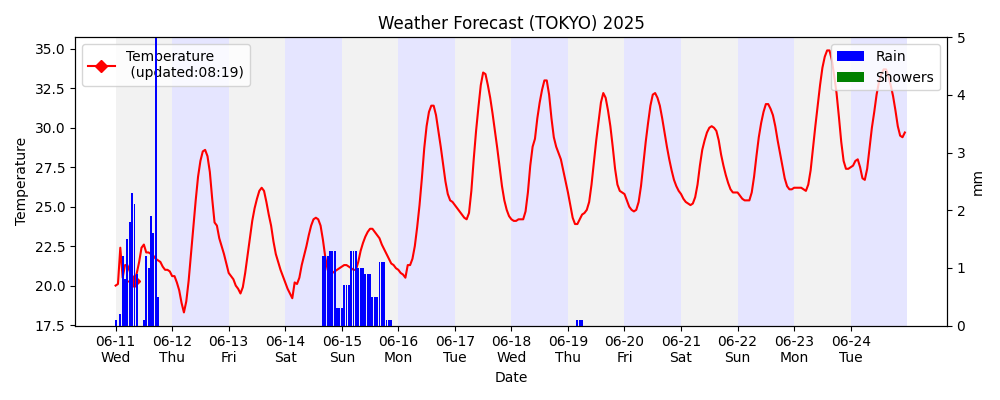 Weather Forecast (TOKYO) 2025
Temperature
(updated:08:19)
Rain
Showers
35.0
32.5
30.0
27.5
25.0
22.5
20.0
17.5
Temperature
5
4
3
2
1
0
mm
06-11 06-12 06-13 06-14 06-15 06-16 06-17 06-18 06-19 06-20 06-21 06-22 06-23 06-24
Wed Thu Fri Sat Sun Mon Tue Wed Thu Fri Sat Sun Mon Tue
Date